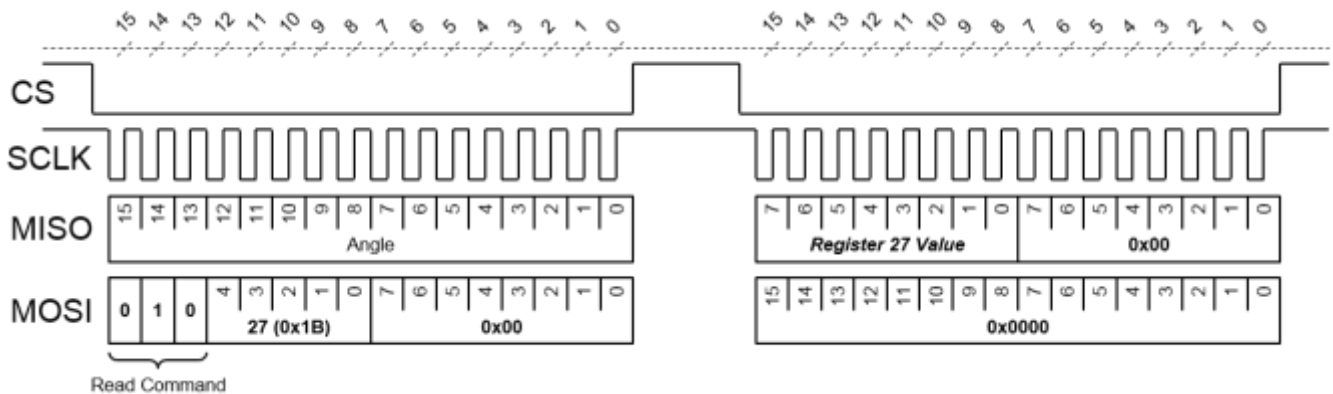 15 14 13 12 11 10 9 8 7 6 5 4 3 2 1 0 15 14 13 12 11 10 9 8 7 6 5 4 3 2 1 0
CS
SCLK
MISO 15 14 13 12 11 10 9 8 7 6 5 4 3 2 1 0 7 6 5 4 3 2 1 0 7 6 5 4 3 2 1 0
Angle Register 27 Value 0x00
MOSI 0 1 0 4 3 2 1 0 7 6 5 4 3 2 1 0 15 14 13 12 11 10 9 8 7 6 5 4 3 2 1 0
27 (0x1B) 0x00 0x0000
Read Command